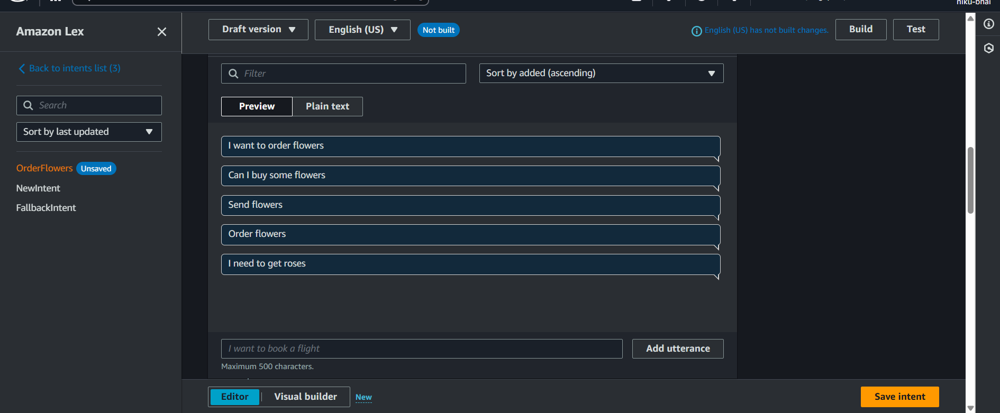 niku-bhai
Amazon Lex
Draft version
English (US)
Not built
English (US) has not built changes.
Build
Test
Back to intents list (3)
Filter
Sort by added (ascending)
Search
Preview
Plain text
Sort by last updated
I want to order flowers
OrderFlowers
Unsaved
Can I buy some flowers
NewIntent
Send flowers
FallbackIntent
Order flowers
I need to get roses
I want to book a flight
Add utterance
Maximum 500 characters.
Editor
Visual builder
New
Save intent